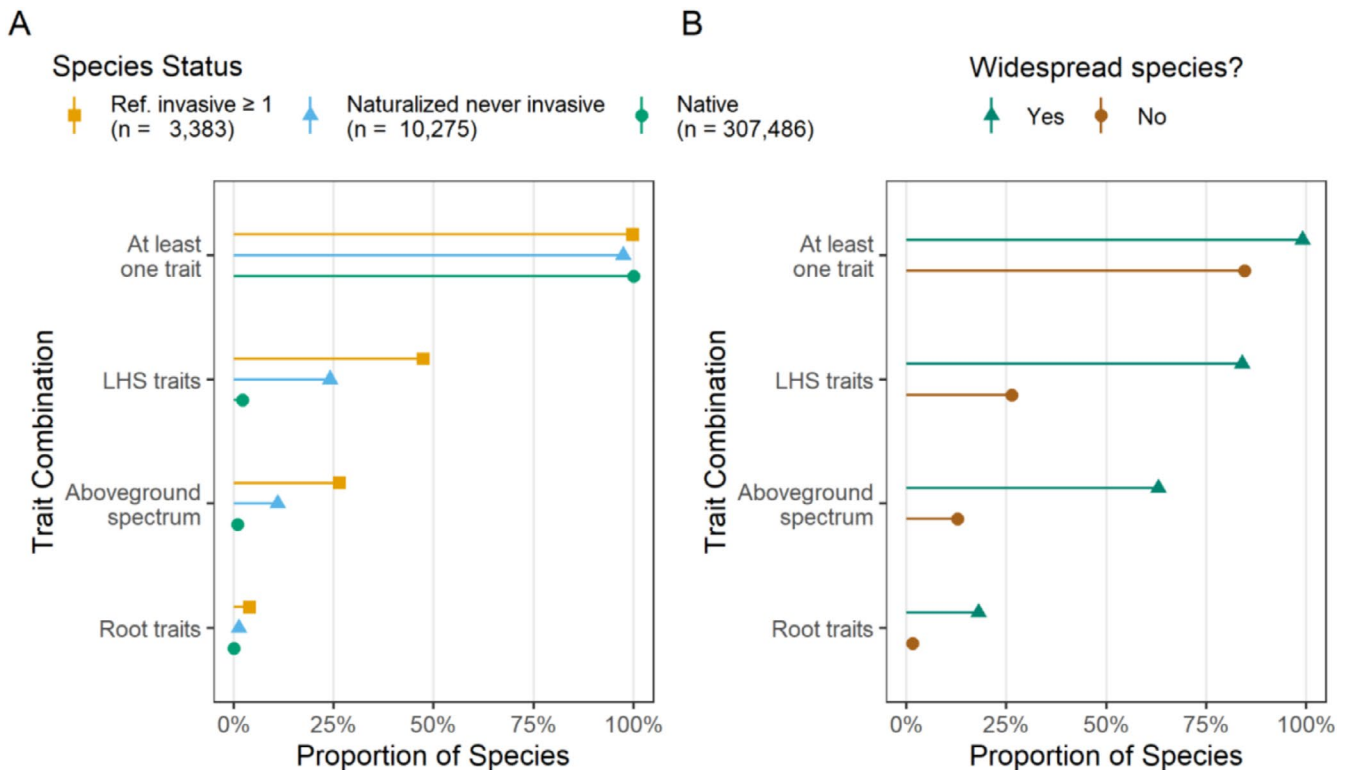 A
Species Status
Ref. invasive ≥ 1
(n = 3,383)
Naturalized never invasive
(n = 10,275)
Native
(n = 307,486)
Trait Combination
At least
one trait
LHS traits
Aboveground
spectrum
Root traits
0% 25% 50% 75% 100%
Proportion of Species
B
Widespread species?
Yes
No
Trait Combination
At least
one trait
LHS traits
Aboveground
spectrum
Root traits
0% 25% 50% 75% 100%
Proportion of Species